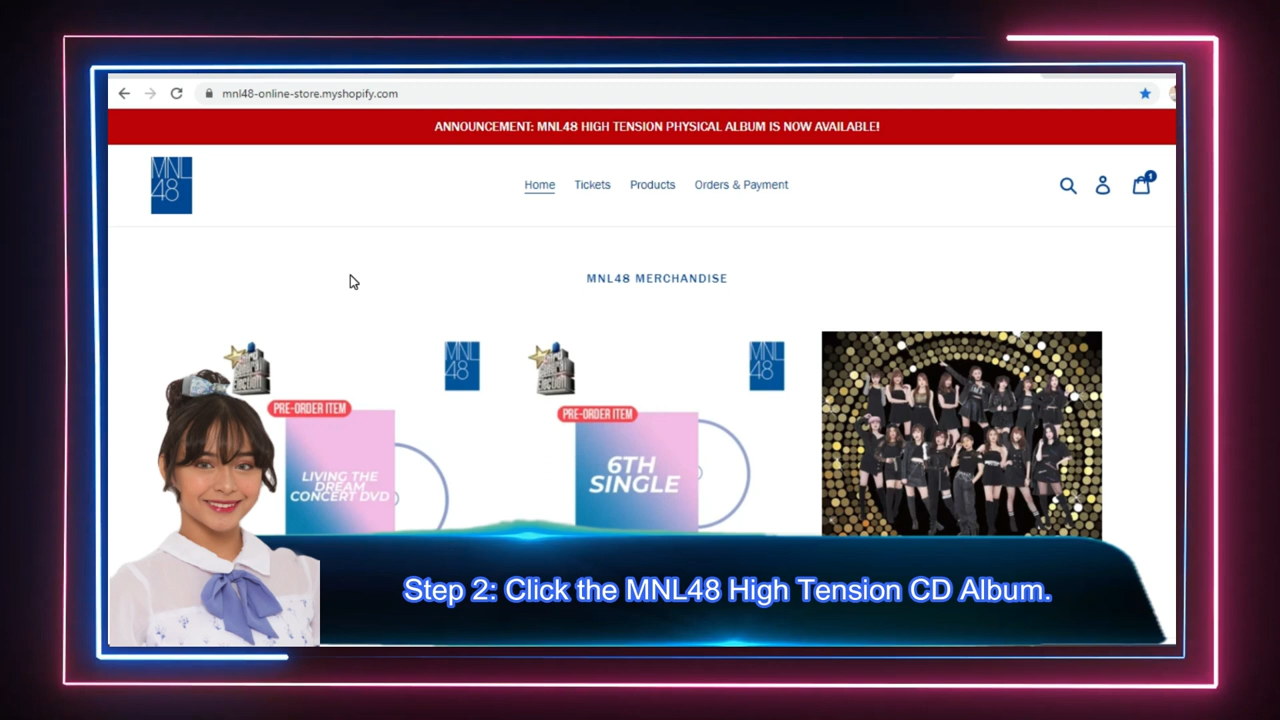 mnl48-online-store.myshopify.com
ANNOUNCEMENT: MNL48 HIGH TENSION PHYSICAL ALBUM IS NOW AVAILABLE!
MNL
48
Home Tickets Products Orders & Payment
1
MNL48 MERCHANDISE
MNL
48
MNL
48
PRE-ORDER ITEM
PRE-ORDER ITEM
LIVING THE
DREAM
CONCERT DVD
6TH
SINGLE
Step 2: Click the MNL48 High Tension CD Album.